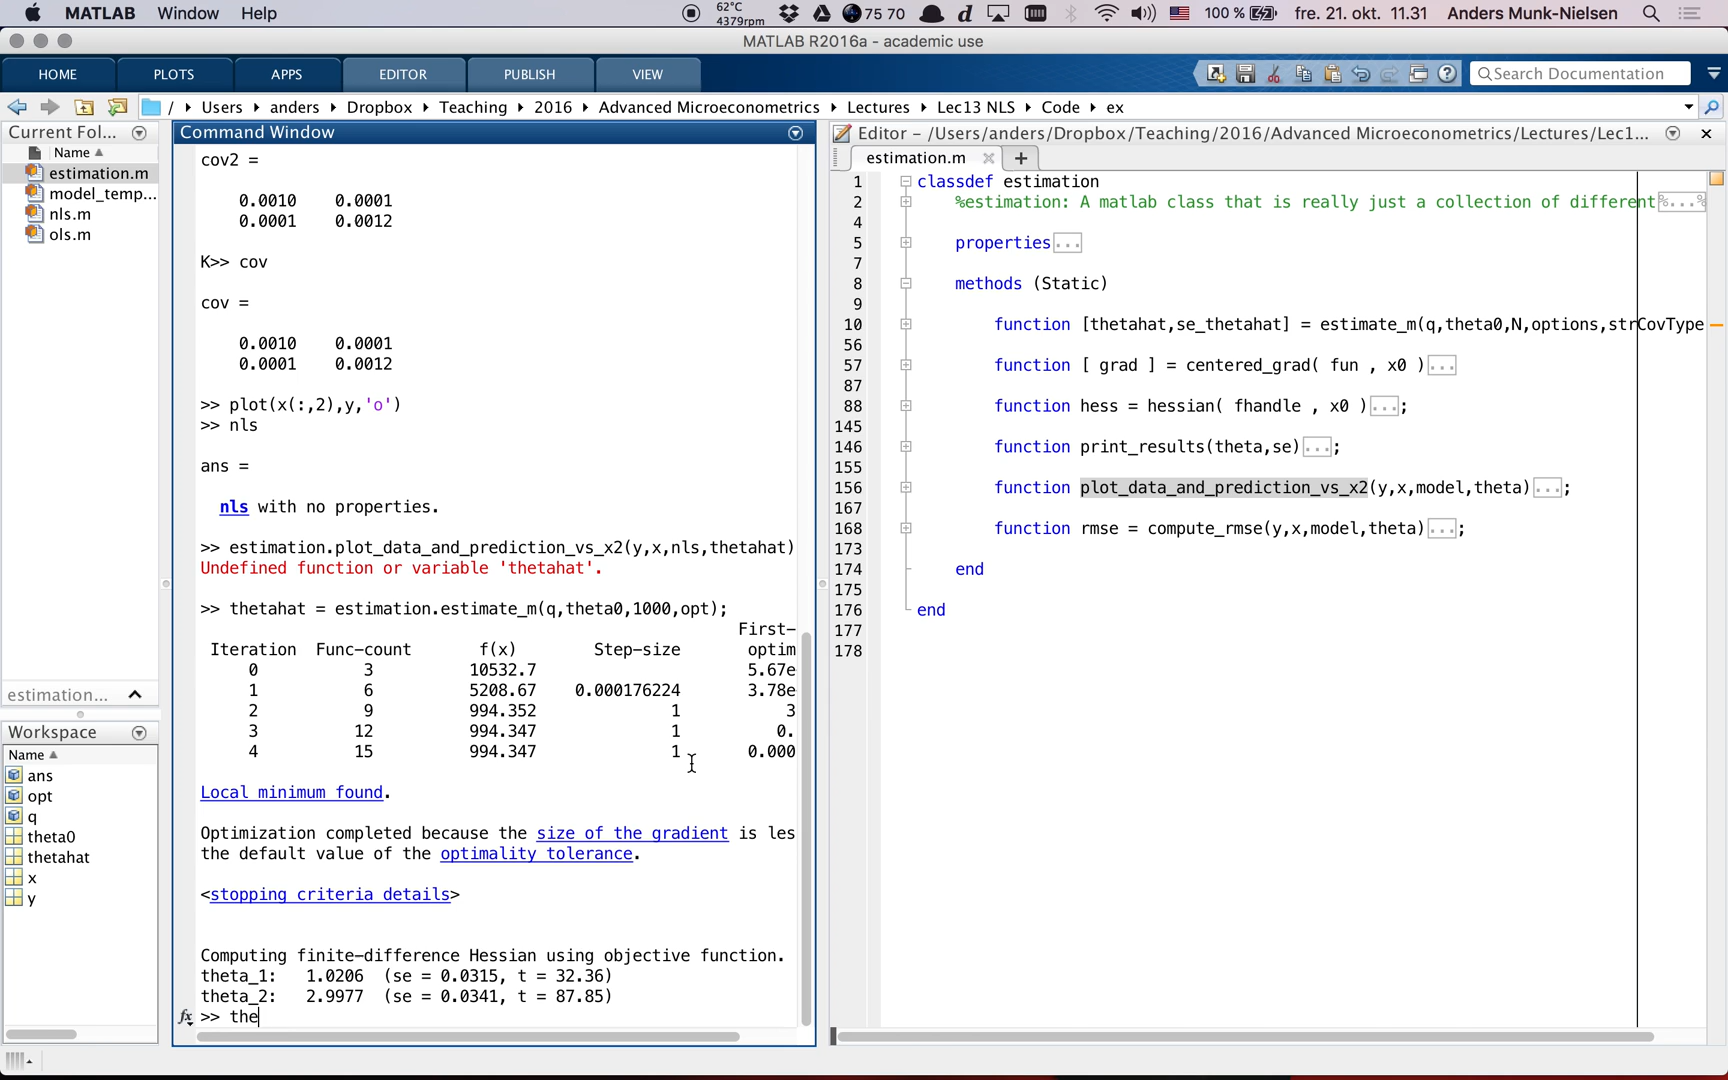 MATLAB Window Help 62°C 4379rpm 75 70 100 % fre. 21. okt. 11.31 Anders Munk-Nielsen
MATLAB R2016a - academic use
HOME PLOTS APPS EDITOR PUBLISH VIEW Search Documentation
/ ▸ Users ▸ anders ▸ Dropbox ▸ Teaching ▸ 2016 ▸ Advanced Microeconometrics ▸ Lectures ▸ Lec13 NLS ▸ Code ▸ ex
Current Fol...
Name
estimation.m
model_temp...
nls.m
ols.m
estimation...
Workspace
Name
ans
opt
q
theta0
thetahat
x
y
Command Window
cov2 =
0.0010 0.0001
0.0001 0.0012
K>> cov
cov =
0.0010 0.0001
0.0001 0.0012
>> plot(x(:,2),y,'o')
>> nls
ans =
nls with no properties.
>> estimation.plot_data_and_prediction_vs_x2(y,x,nls,thetahat)
Undefined function or variable 'thetahat'.
>> thetahat = estimation.estimate_m(q,theta0,1000,opt);
First-
Iteration Func-count f(x) Step-size optim
0 3 10532.7 5.67e
1 6 5208.67 0.000176224 3.78e
2 9 994.352 1 3
3 12 994.347 1 0.
4 15 994.347 1 0.000
Local minimum found.
Optimization completed because the size of the gradient is les
the default value of the optimality tolerance.
<stopping criteria details>
Computing finite-difference Hessian using objective function.
theta_1: 1.0206 (se = 0.0315, t = 32.36)
theta_2: 2.9977 (se = 0.0341, t = 87.85)
fx >> the
Editor - /Users/anders/Dropbox/Teaching/2016/Advanced Microeconometrics/Lectures/Lec1...
estimation.m
1 classdef estimation
2 %estimation: A matlab class that is really just a collection of different%...%
4
5 properties...
7
8 methods (Static)
9
10 function [thetahat,se_thetahat] = estimate_m(q,theta0,N,options,strCovType
56
57 function [ grad ] = centered_grad( fun , x0 )...
87
88 function hess = hessian( fhandle , x0 )...;
145
146 function print_results(theta,se)...;
155
156 function plot_data_and_prediction_vs_x2(y,x,model,theta)...;
167
168 function rmse = compute_rmse(y,x,model,theta)...;
173
174 end
175
176 end
177
178